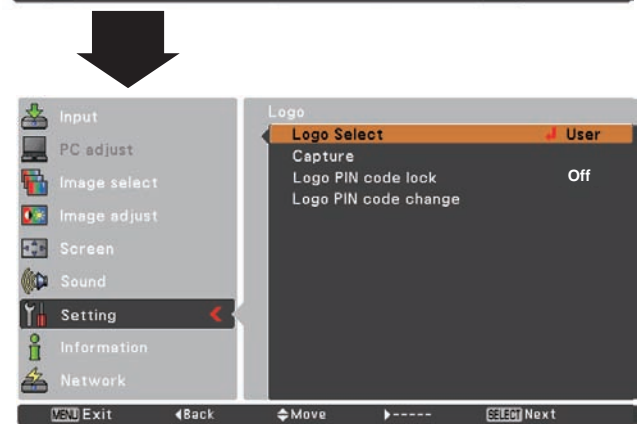 Input
PC adjust
Image select
Image adjust
Screen
Sound
Setting
Information
Network
Logo
Logo Select User
Capture
Logo PIN code lock Off
Logo PIN code change
MENU Exit ◀Back Move ▶----- SELECT Next